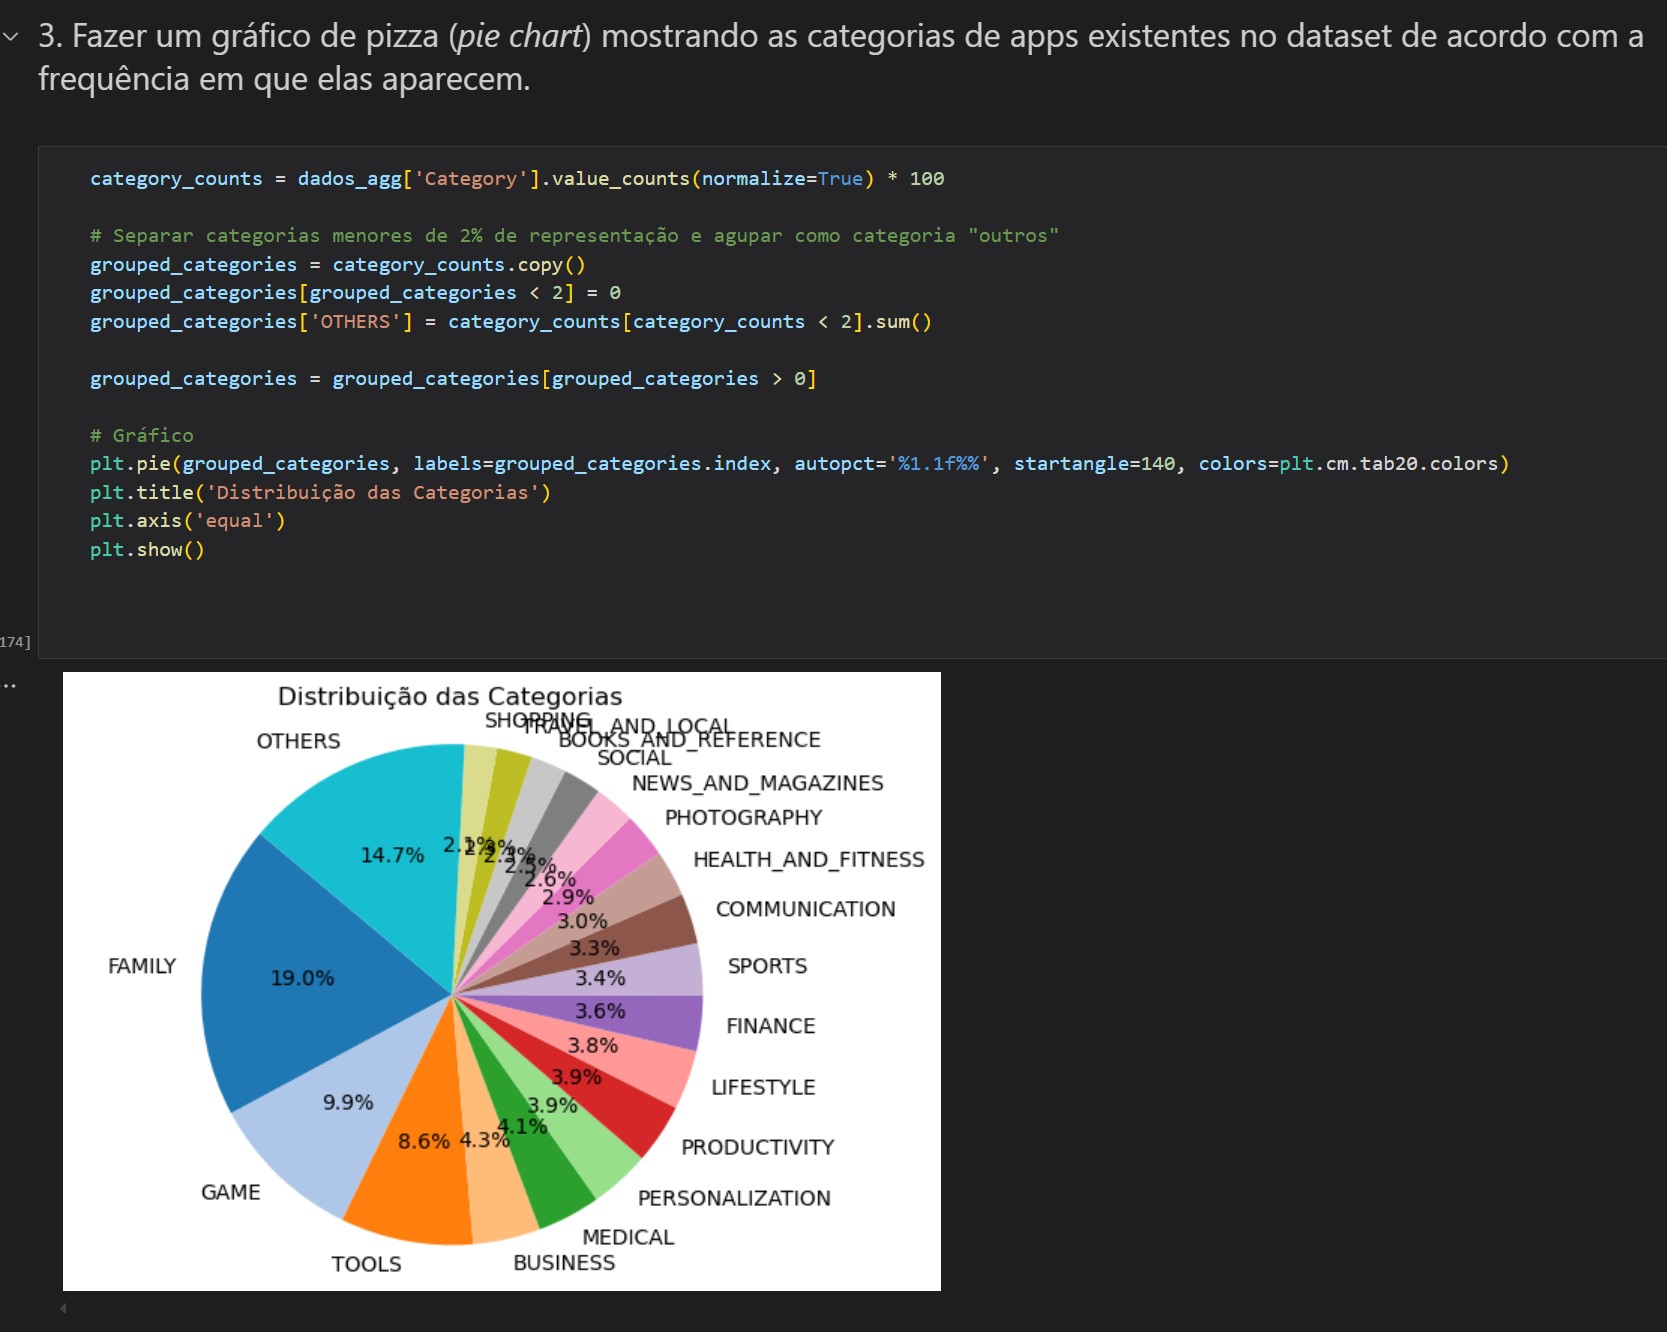 3. Fazer um gráfico de pizza (pie chart) mostrando as categorias de apps existentes no dataset de acordo com a
frequência em que elas aparecem.
category_counts = dados_agg['Category'].value_counts(normalize=True) * 100
# Separar categorias menores de 2% de representação e agupar como categoria "outros"
grouped_categories = category_counts.copy()
grouped_categories[grouped_categories < 2] = 0
grouped_categories['OTHERS'] = category_counts[category_counts < 2].sum()
grouped_categories = grouped_categories[grouped_categories > 0]
# Gráfico
plt.pie(grouped_categories, labels=grouped_categories.index, autopct='%1.1f%%', startangle=140, colors=plt.cm.tab20.colors)
plt.title('Distribuição das Categorias')
plt.axis('equal')
plt.show()
174]
...
Distribuição das Categorias
SHOPPING
TRAVEL_AND_LOCAL
BOOKS_AND_REFERENCE
OTHERS
SOCIAL
NEWS_AND_MAGAZINES
PHOTOGRAPHY
HEALTH_AND_FITNESS
COMMUNICATION
SPORTS
FAMILY
FINANCE
LIFESTYLE
PRODUCTIVITY
GAME
PERSONALIZATION
MEDICAL
TOOLS
BUSINESS
14.7%
2.1%
2.3%
2.5%
2.6%
2.9%
3.0%
3.3%
3.4%
19.0%
3.6%
3.8%
3.9%
3.9%
9.9%
4.1%
8.6%
4.3%